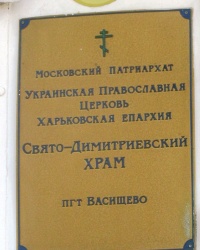 Московский Патриархат
Украинская Православная
Церковь
Харьковская епархия
Свято-Димитриевский
храм
пгт Васищево